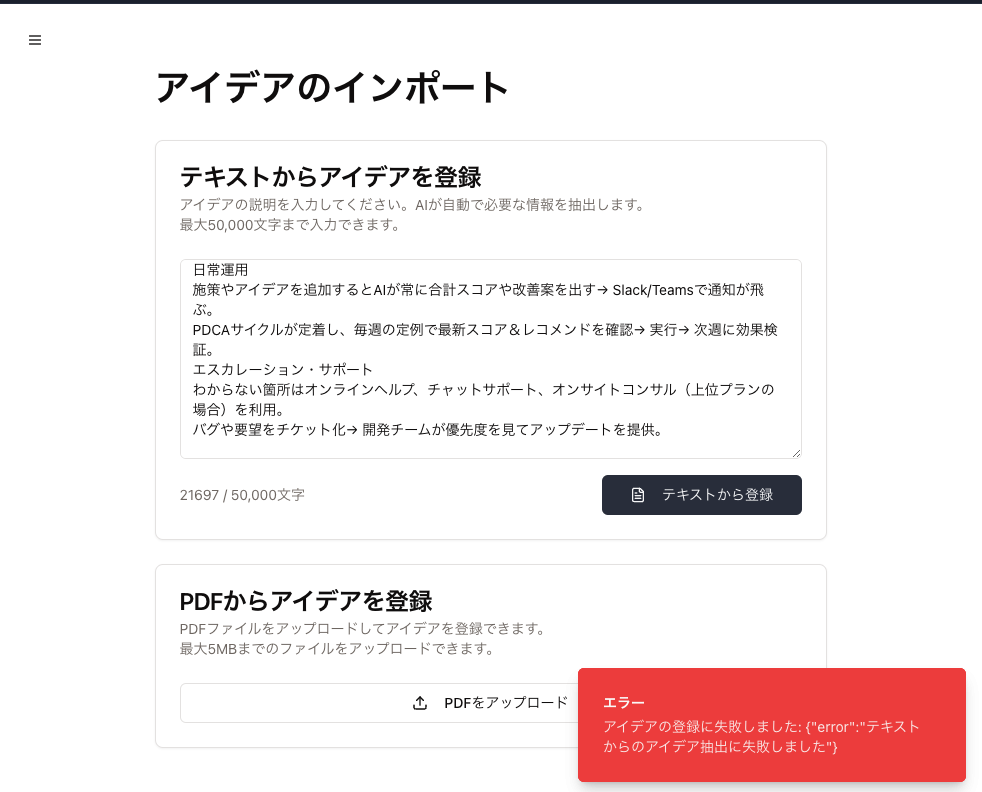 アイデアのインポート
テキストからアイデアを登録
アイデアの説明を入力してください。AIが自動で必要な情報を抽出します。
最大50,000文字まで入力できます。
日常運用
施策やアイデアを追加するとAIが常に合計スコアや改善案を出す→ Slack/Teamsで通知が飛
ぶ。
PDCAサイクルが定着し、毎週の定例で最新スコア＆レコメンドを確認→ 実行→ 次週に効果検
証。
エスカレーション・サポート
わからない箇所はオンラインヘルプ、チャットサポート、オンサイトコンサル（上位プランの
場合）を利用。
バグや要望をチケット化→ 開発チームが優先度を見てアップデートを提供。
21697 / 50,000文字
テキストから登録
PDFからアイデアを登録
PDFファイルをアップロードしてアイデアを登録できます。
最大5MBまでのファイルをアップロードできます。
PDFをアップロード
エラー
アイデアの登録に失敗しました: {"error":"テキスト
からのアイデア抽出に失敗しました"}